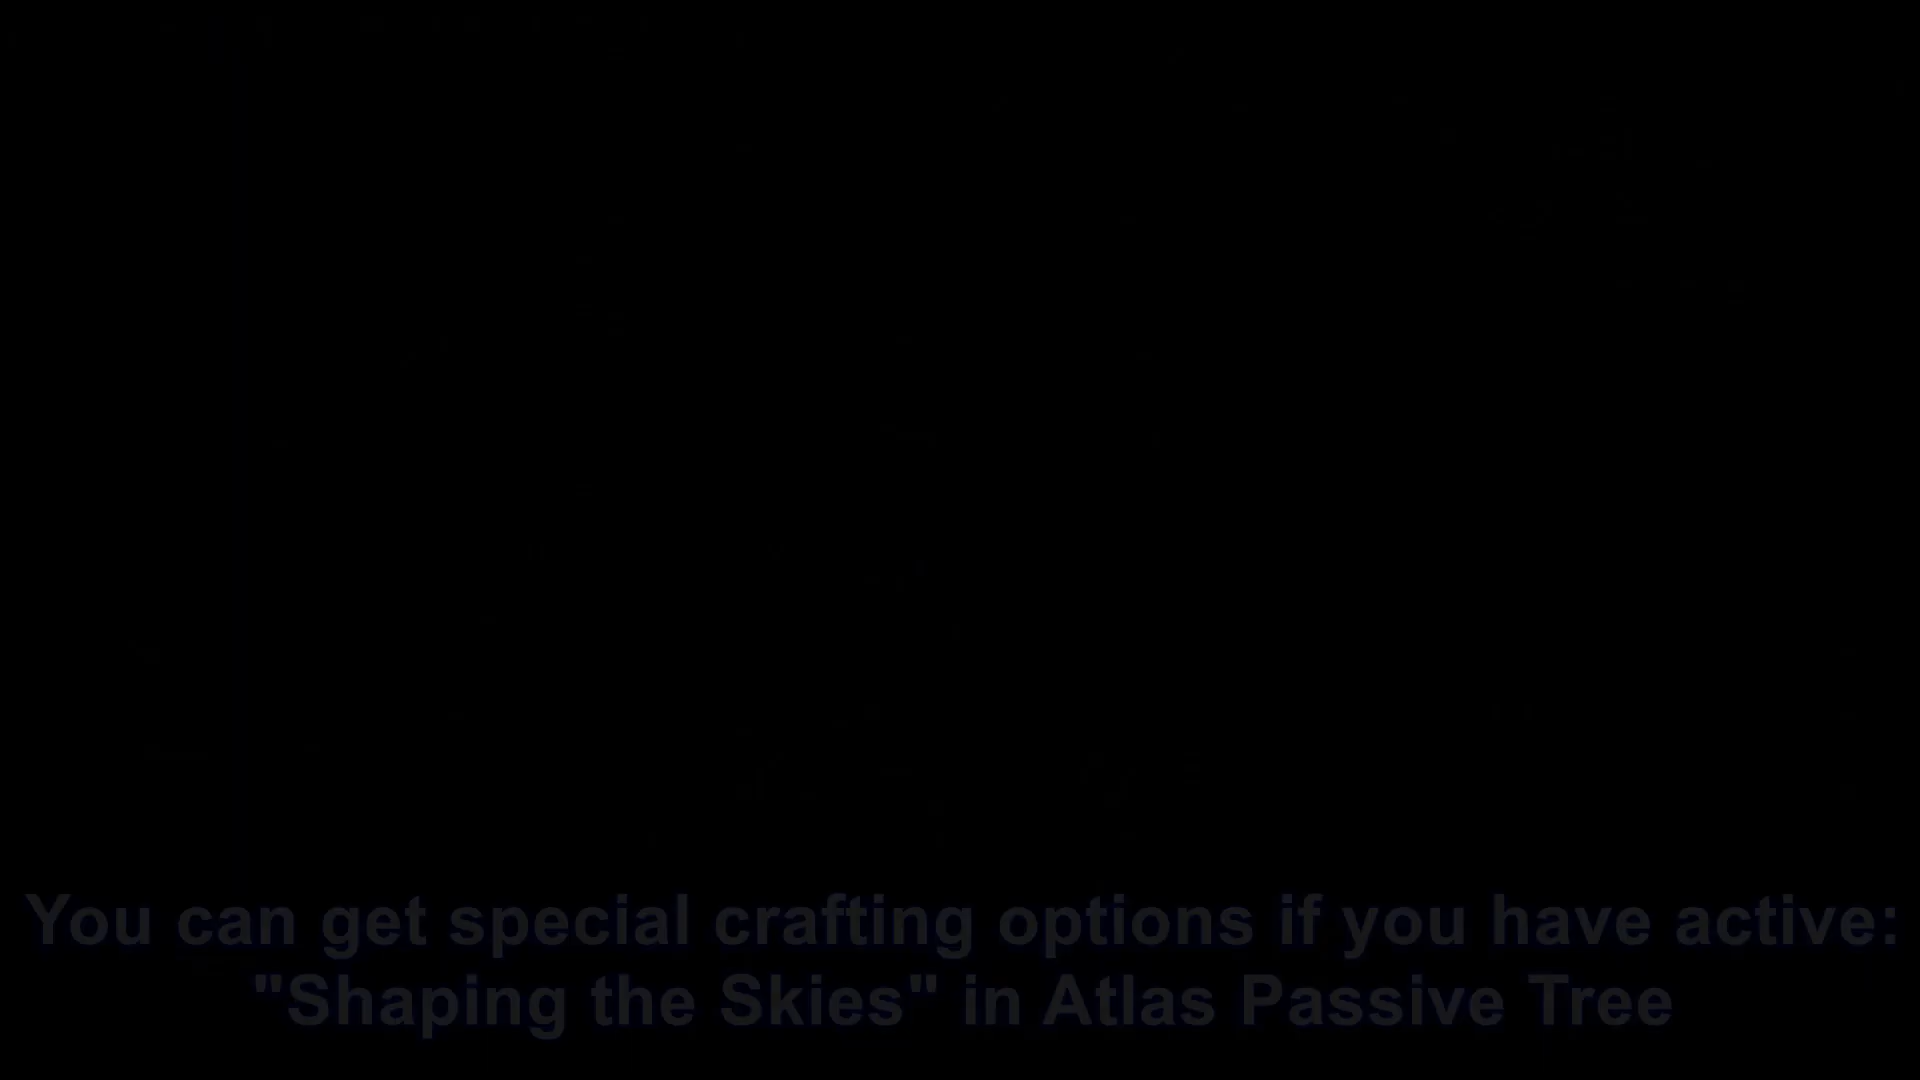 You can get special crafting options if you have active:
"Shaping the Skies" in Atlas Passive Tree